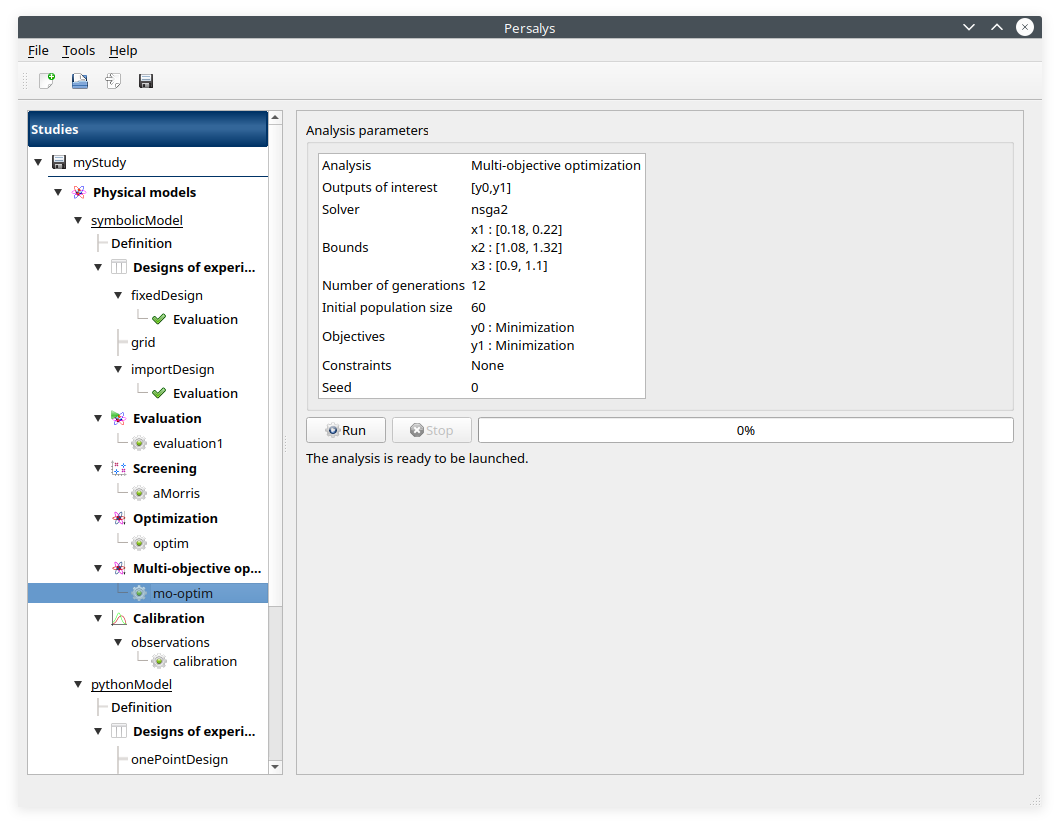 Persalys
File Tools Help
Studies
myStudy
Physical models
symbolicModel
Definition
Designs of experi...
fixedDesign
Evaluation
grid
importDesign
Evaluation
Evaluation
evaluation1
Screening
aMorris
Optimization
optim
Multi-objective op...
mo-optim
Calibration
observations
calibration
pythonModel
Definition
Designs of experi...
onePointDesign
Analysis parameters
Analysis Multi-objective optimization
Outputs of interest [y0,y1]
Solver nsga2
Bounds x1 : [0.18, 0.22]
x2 : [1.08, 1.32]
x3 : [0.9, 1.1]
Number of generations 12
Initial population size 60
Objectives y0 : Minimization
y1 : Minimization
Constraints None
Seed 0
Run Stop 0%
The analysis is ready to be launched.